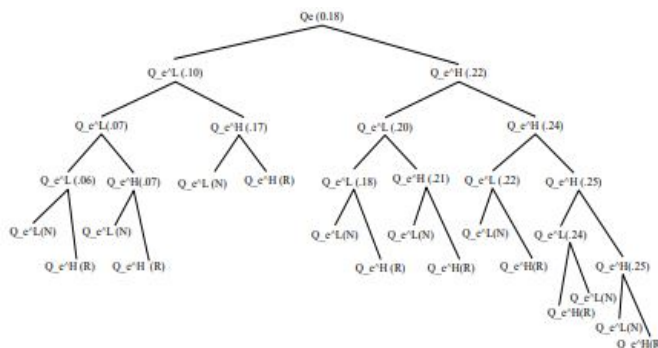 Qe (0.18)
Q_e^L (.10)
Q_e^H (.22)
Q_e^L(.07)
Q_e^H (.17)
Q_e^L (.20)
Q_e^H (.24)
Q_e^L (.06)
Q_e^H(.07)
Q_e^L (N)
Q_e^H (R)
Q_e^L (.18)
Q_e^H (.21)
Q_e^L (.22)
Q_e^H (.25)
Q_e^L(N)
Q_e^L (N)
Q_e^L(N)
Q_e^L(N)
Q_e^L(N)
Q_e^L(.24)
Q_e^H (R)
Q_e^H (R)
Q_e^H (R)
Q_e^H(R)
Q_e^H(R)
Q_e^H(.25)
Q_e^L(N)
Q_e^H(R)
Q_e^L(N)
Q_e^H(R